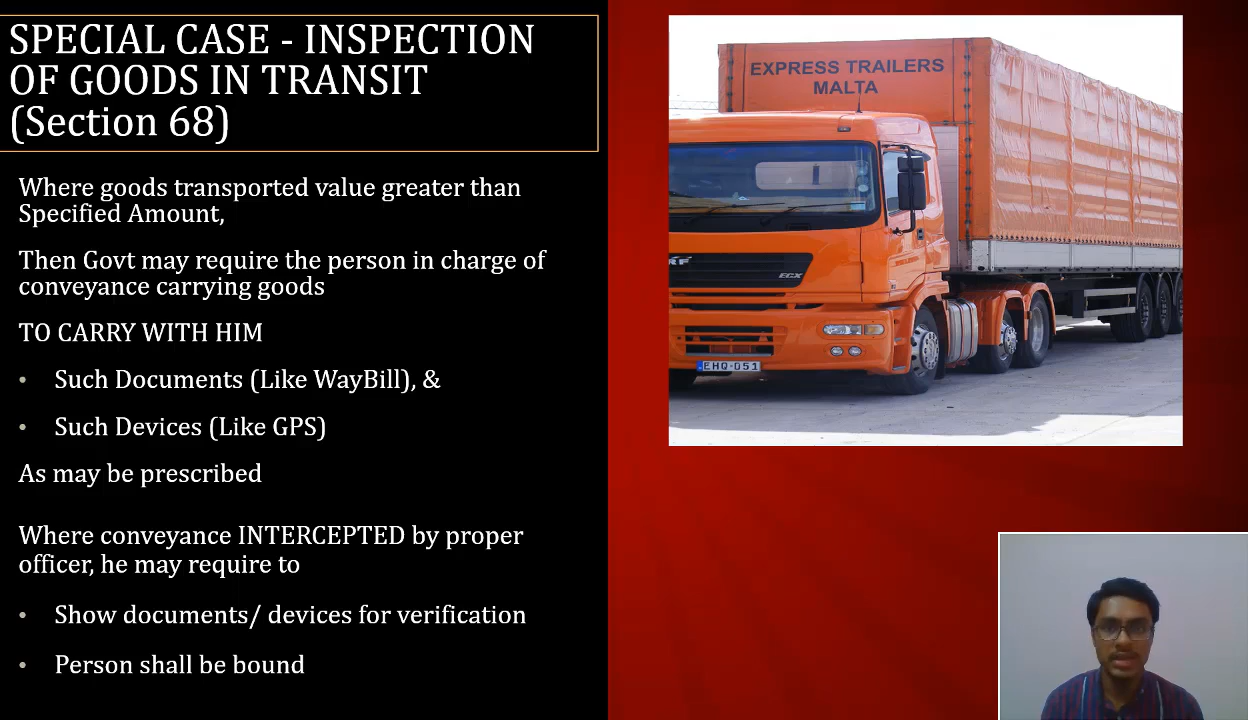 SPECIAL CASE - INSPECTION
OF GOODS IN TRANSIT
(Section 68)
Where goods transported value greater than
Specified Amount,
Then Govt may require the person in charge of
conveyance carrying goods
TO CARRY WITH HIM
• Such Documents (Like WayBill), &
• Such Devices (Like GPS)
As may be prescribed
Where conveyance INTERCEPTED by proper
officer, he may require to
• Show documents/ devices for verification
• Person shall be bound
EXPRESS TRAILERS
MALTA
RF
ECX
EHQ-051